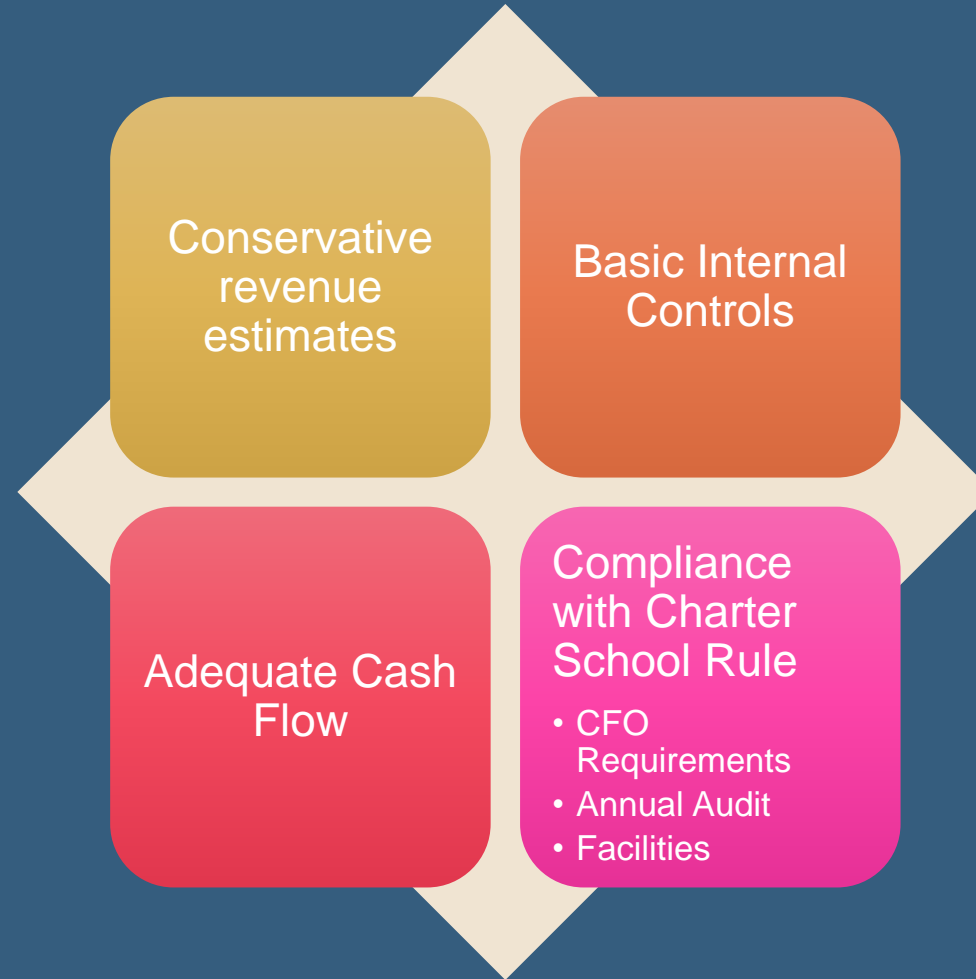 Conservative
revenue
estimates
Basic Internal
Controls
Adequate Cash
Flow
Compliance
with Charter
School Rule
• CFO
Requirements
• Annual Audit
• Facilities